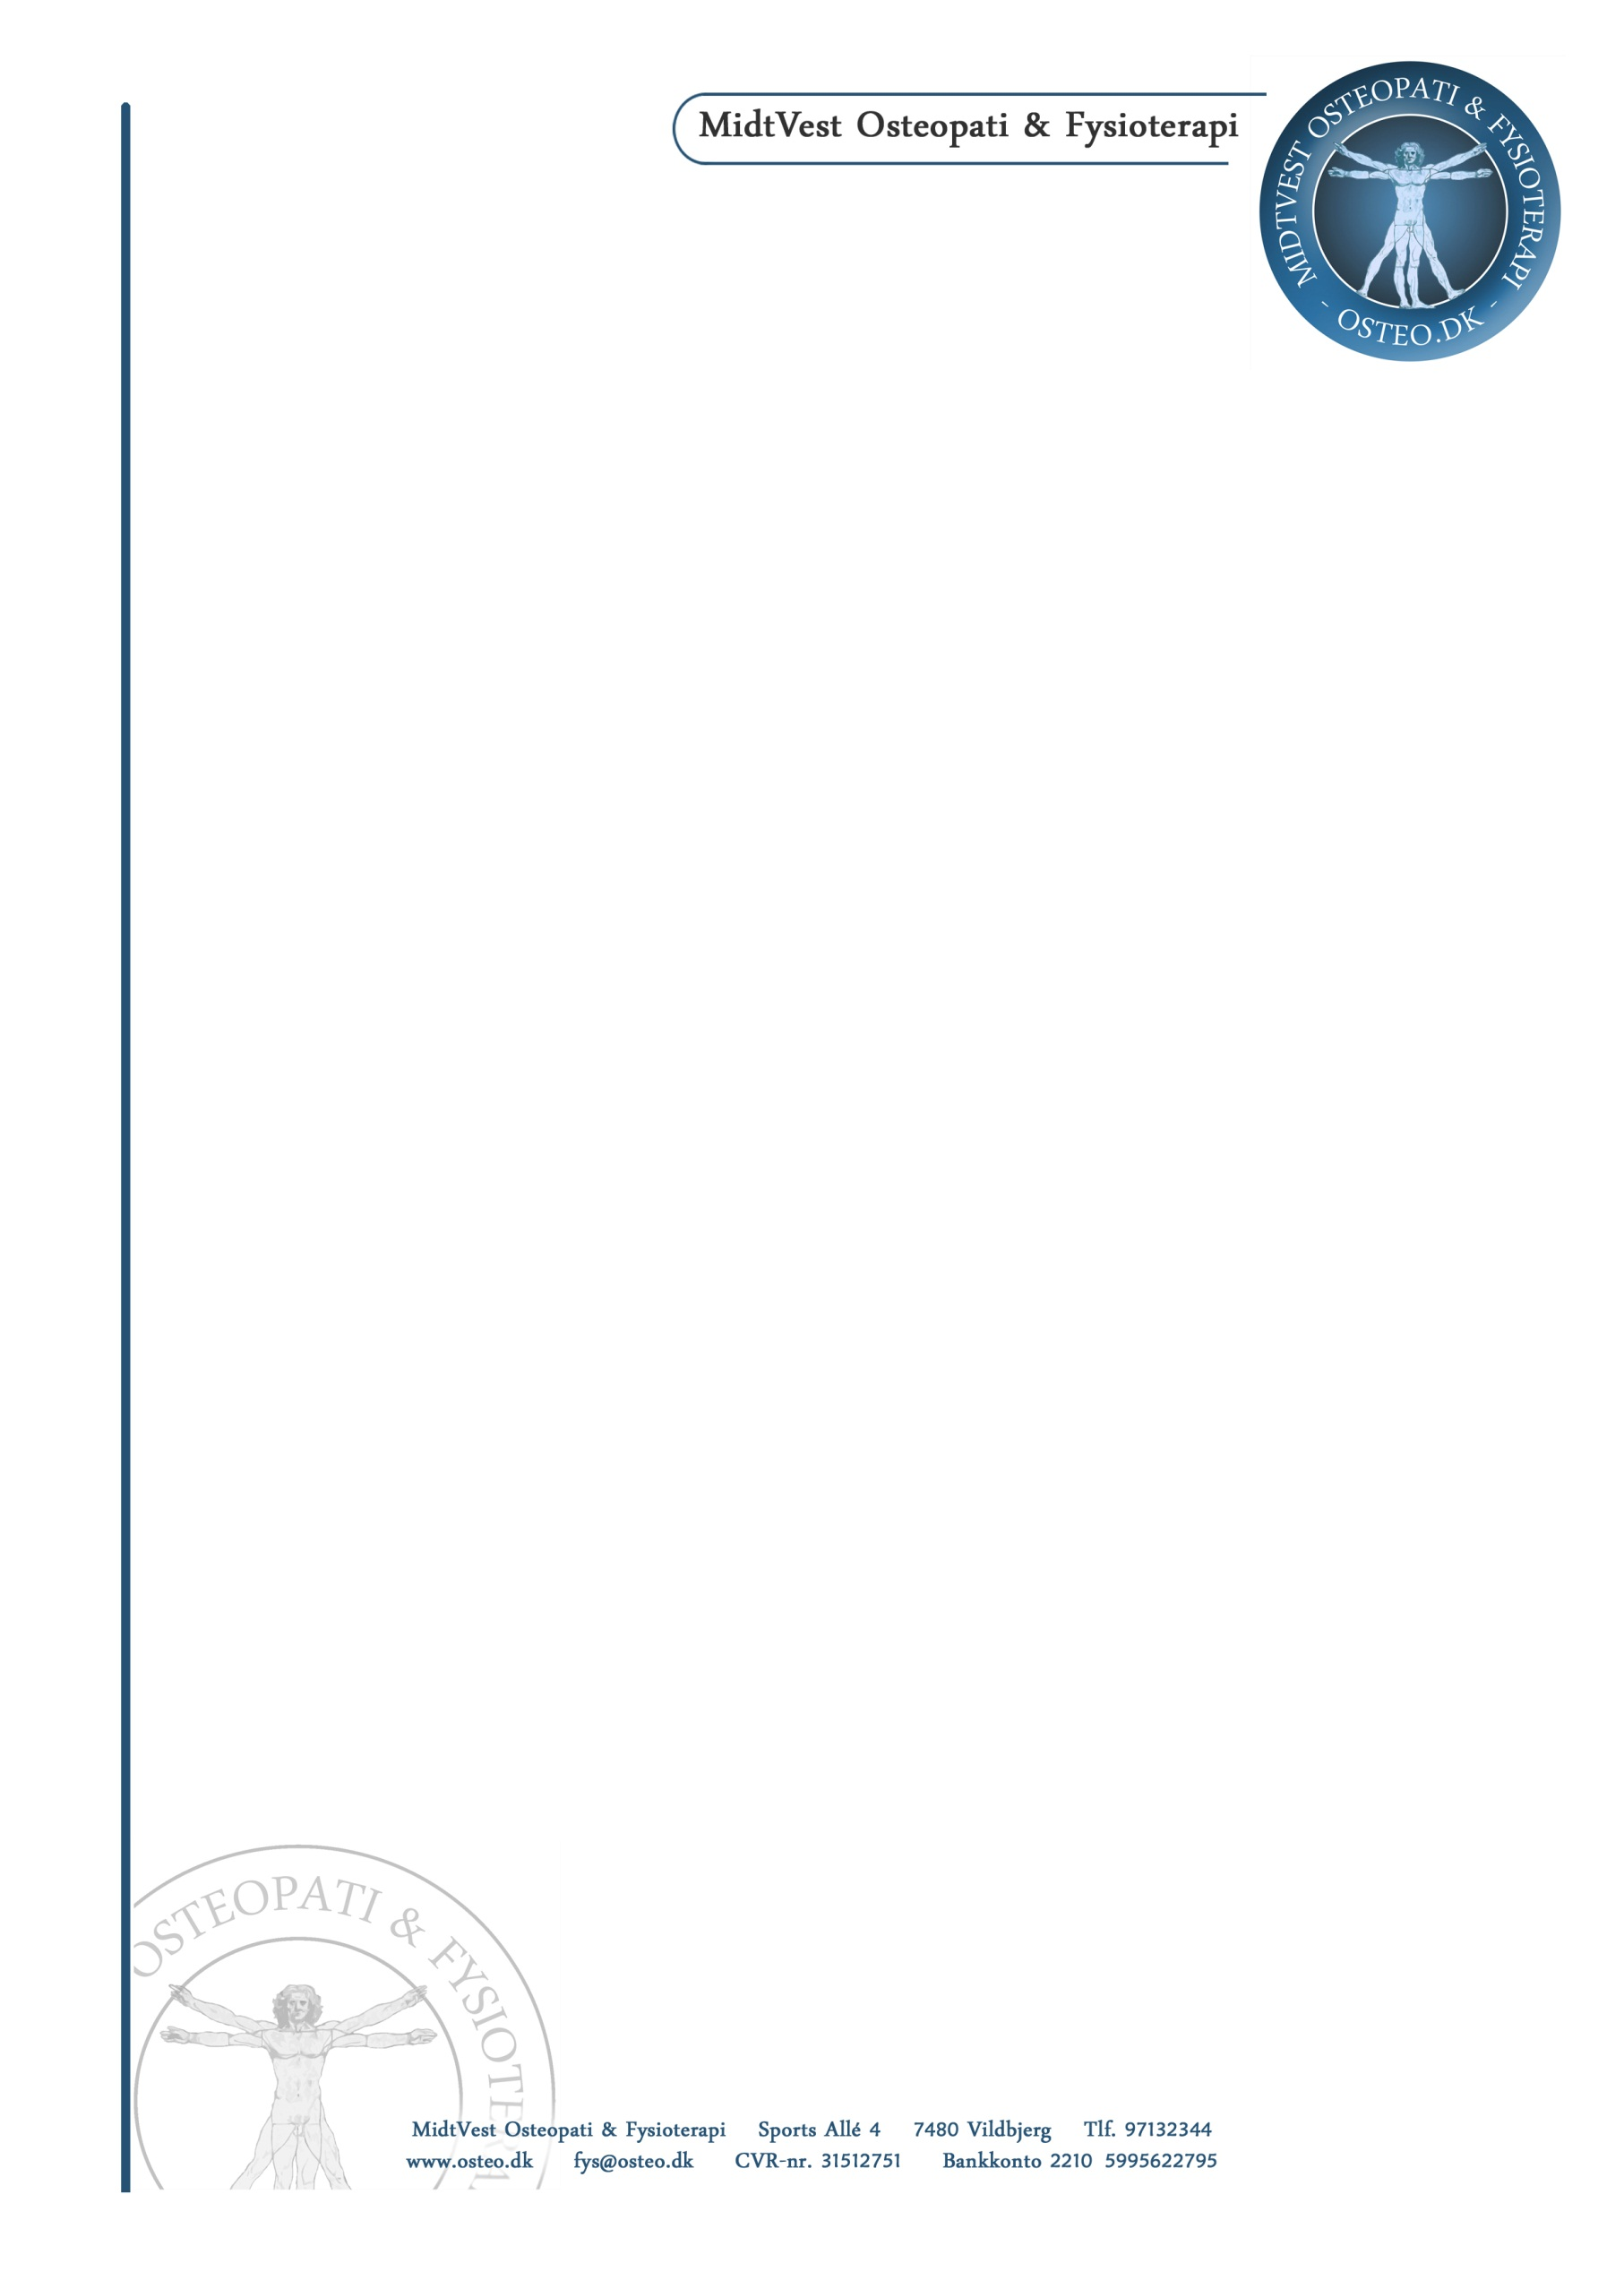 MidtVest Osteopati & Fysioterapi
MIDTVEST OSTEOPATI & FYSIOTERAPI
- OSTEO.DK -
OSTEOPATI & FYSIOTERA
MidtVest Osteopati & Fysioterapi Sports Allé 4 7480 Vildbjerg Tlf. 97132344
www.osteo.dk fys@osteo.dk CVR-nr. 31512751 Bankkonto 2210 5995622795